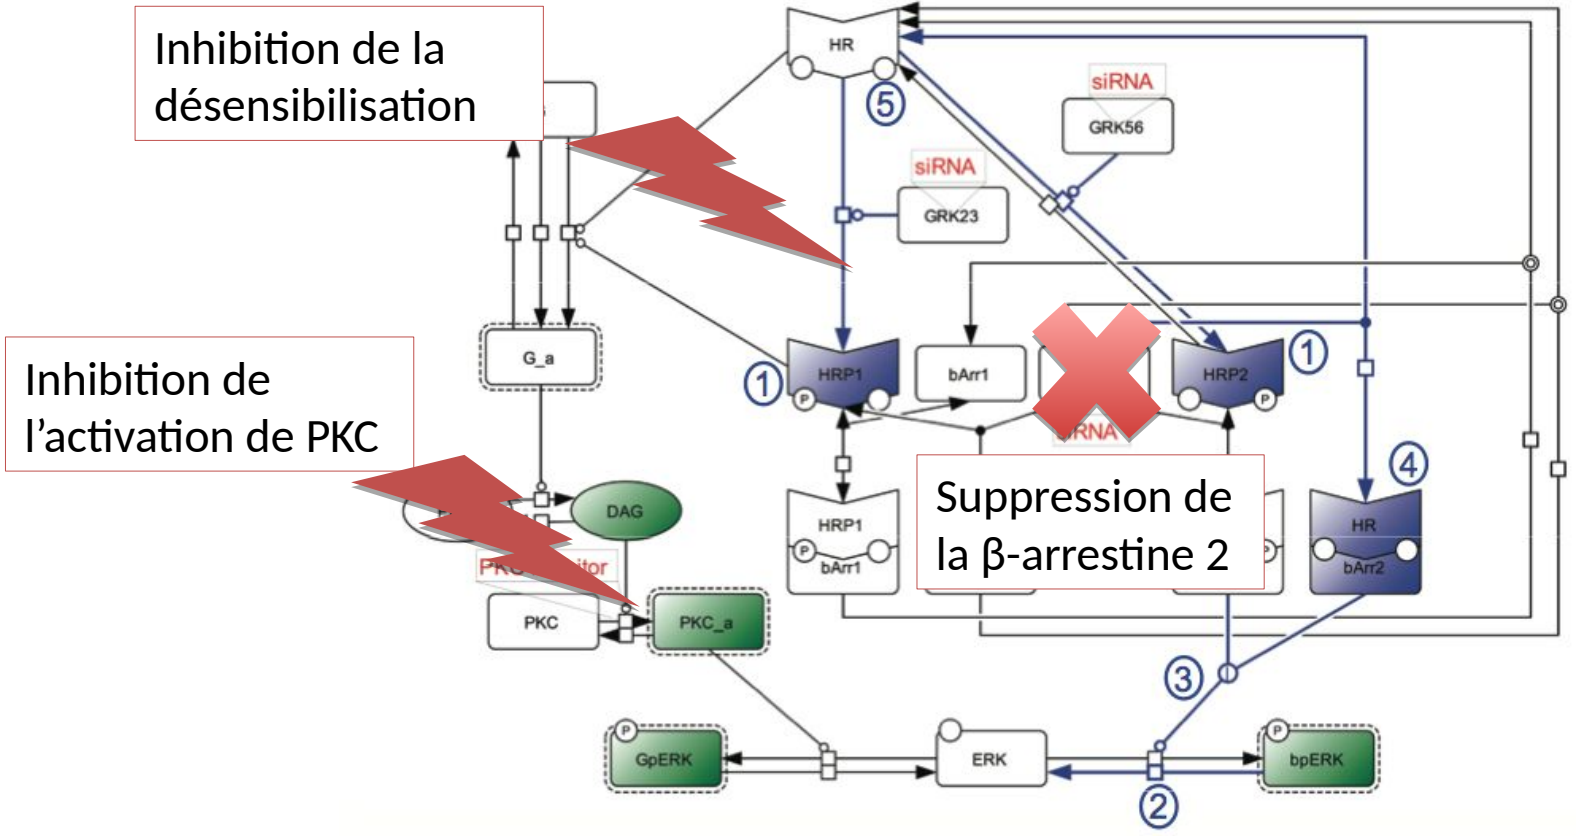 Inhibition de la
désensibilisation
HR
5
siRNA
GRK56
siRNA
GRK23
Inhibition de
l’activation de PKC
G_a
1
HRP1
P
bArr1
HRP2
P
1
4
DAG
HRP1
P
bArr1
Suppression de
la β-arrestine 2
P
HR
bArr2
PKC
PKC_a
3
P
GpERK
ERK
P
bpERK
2